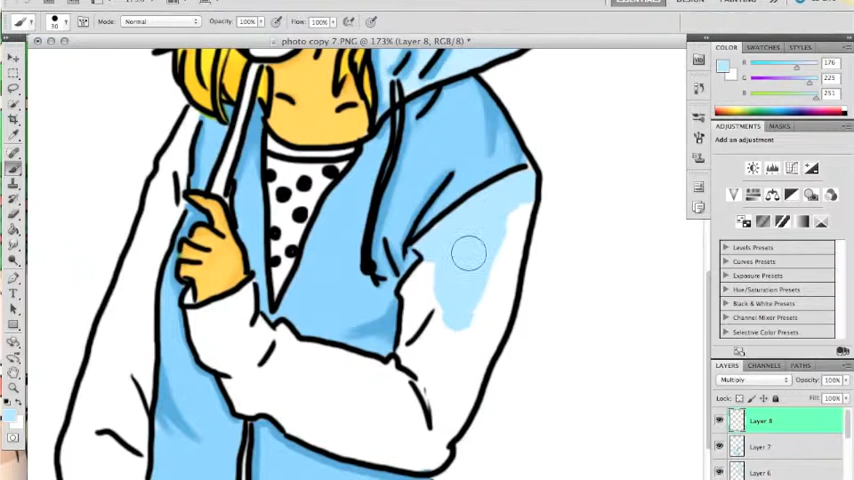 ESSENTIALS DESIGN PAINTING
30 Mode: Normal Opacity: 100% Flow: 100%
photo copy 7.PNG @ 173% (Layer 8, RGB/8) *
COLOR SWATCHES STYLES
R 176
G 225
B 251
ADJUSTMENTS MASKS
Add an adjustment
Levels Presets
Curves Presets
Exposure Presets
Hue/Saturation Presets
Black & White Presets
Channel Mixer Presets
Selective Color Presets
LAYERS CHANNELS PATHS
Multiply Opacity: 100%
Lock: Fill: 100%
Layer 8
Layer 7
Layer 6